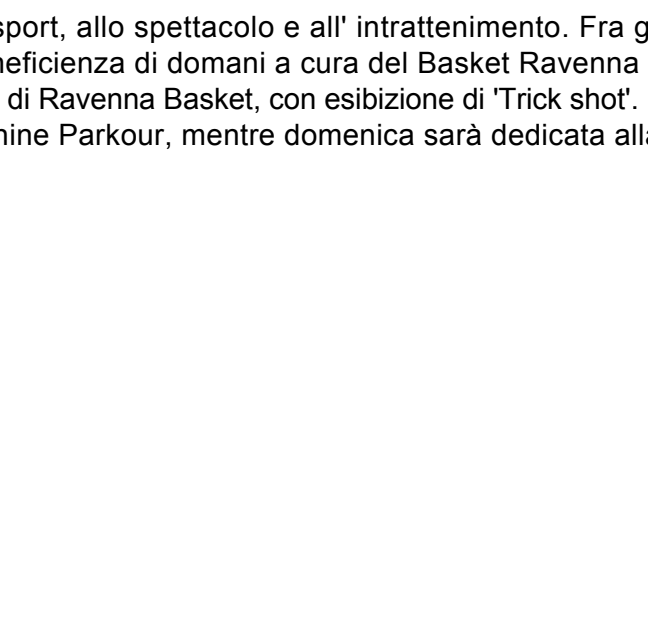 sport, allo spettacolo e all' intrattenimento. Fra g
neficienza di domani a cura del Basket Ravenna
di Ravenna Basket, con esibizione di 'Trick shot'.
nine Parkour, mentre domenica sarà dedicata alla